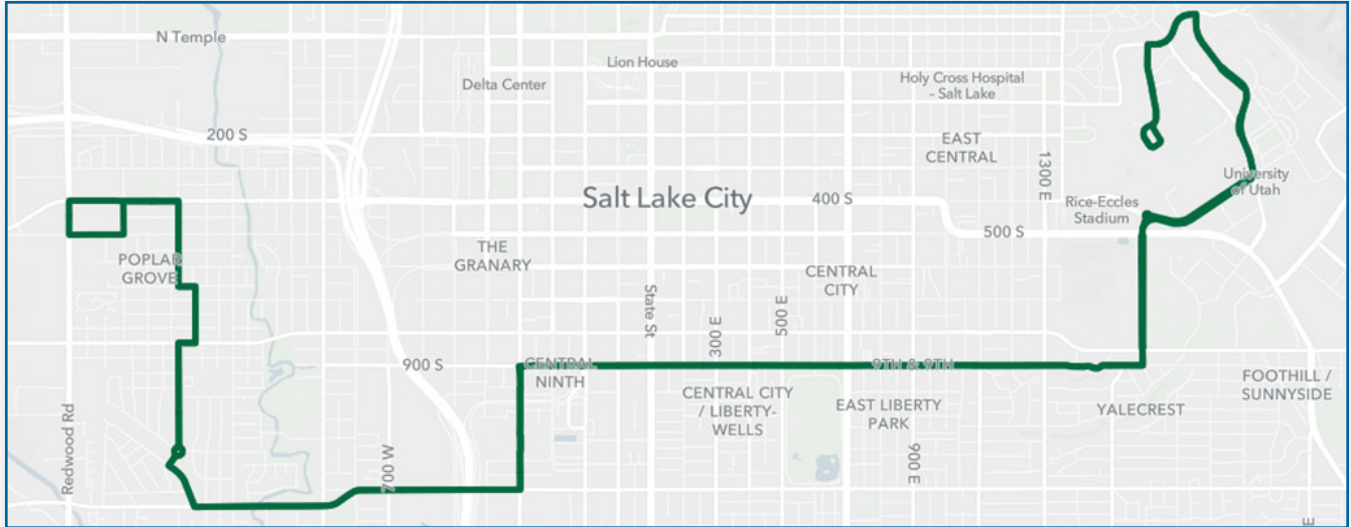 N Temple
Lion House
Delta Center
Holy Cross Hospital
- Salt Lake
200 S
EAST
CENTRAL
1300 E
University
of Utah
Salt Lake City
400 S
Rice-Eccles
Stadium
500 S
THE
GRANARY
POPLAR
GROVE
CENTRAL
CITY
State St
300 E
500 E
900 S
CENTRAL
NINTH
9TH & 9TH
FOOTHILL /
SUNNYSIDE
CENTRAL CITY
/ LIBERTY-
WELLS
EAST LIBERTY
PARK
YALECREST
Redwood Rd
700 W
900 E
E